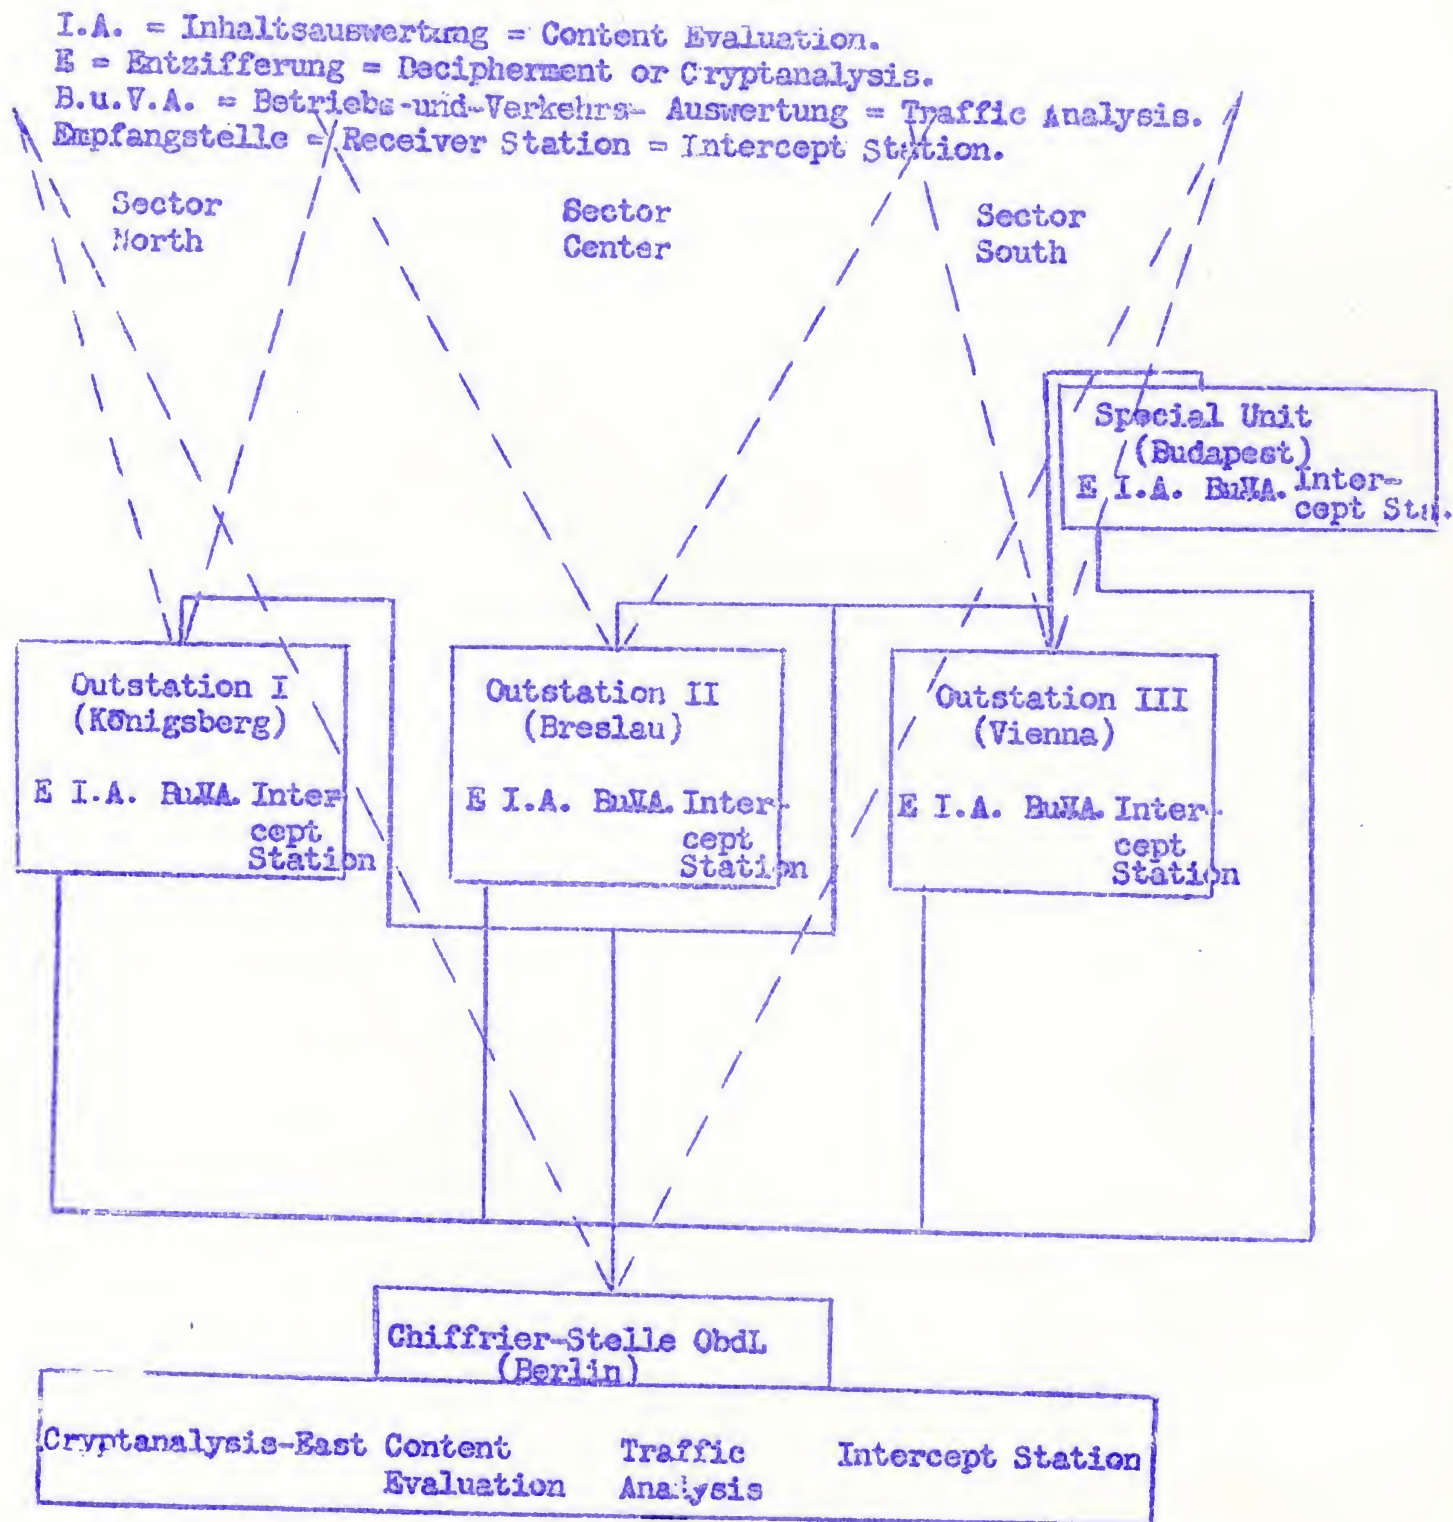 I.A. = Inhaltsauswertung = Content Evaluation.
E = Entzifferung = Decipherment or Cryptanalysis.
B.u.V.A. = Betriebs-und-Verkehrs- Auswertung = Traffic Analysis.
Empfangstelle = Receiver Station = Intercept Station.
Sector
North
Sector
Center
Sector
South
Special Unit
(Budapest)
E I.A. BuVA. Inter-
cept Sta.
Outstation I
(Königsberg)
E I.A. BuVA. Inter
cept
Station
Outstation II
(Breslau)
E I.A. BuVA. Inter-
cept
Station
Outstation III
(Vienna)
E I.A. BuVA. Inter-
cept
Station
Chiffrier-Stelle ObdL
(Berlin)
Cryptanalysis-East Content
Evaluation
Traffic
Analysis
Intercept Station